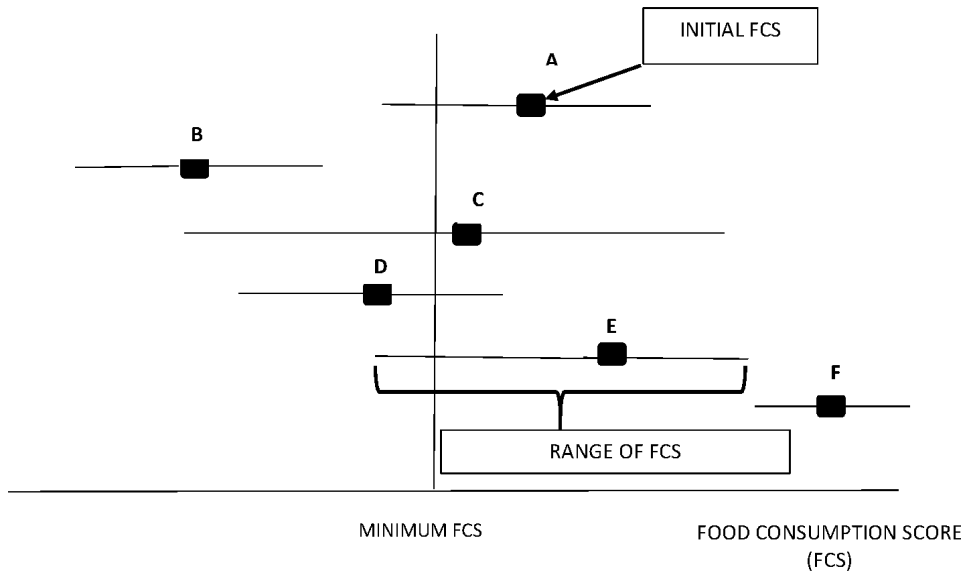 INITIAL FCS
A
B
C
D
E
F
RANGE OF FCS
MINIMUM FCS
FOOD CONSUMPTION SCORE
(FCS)